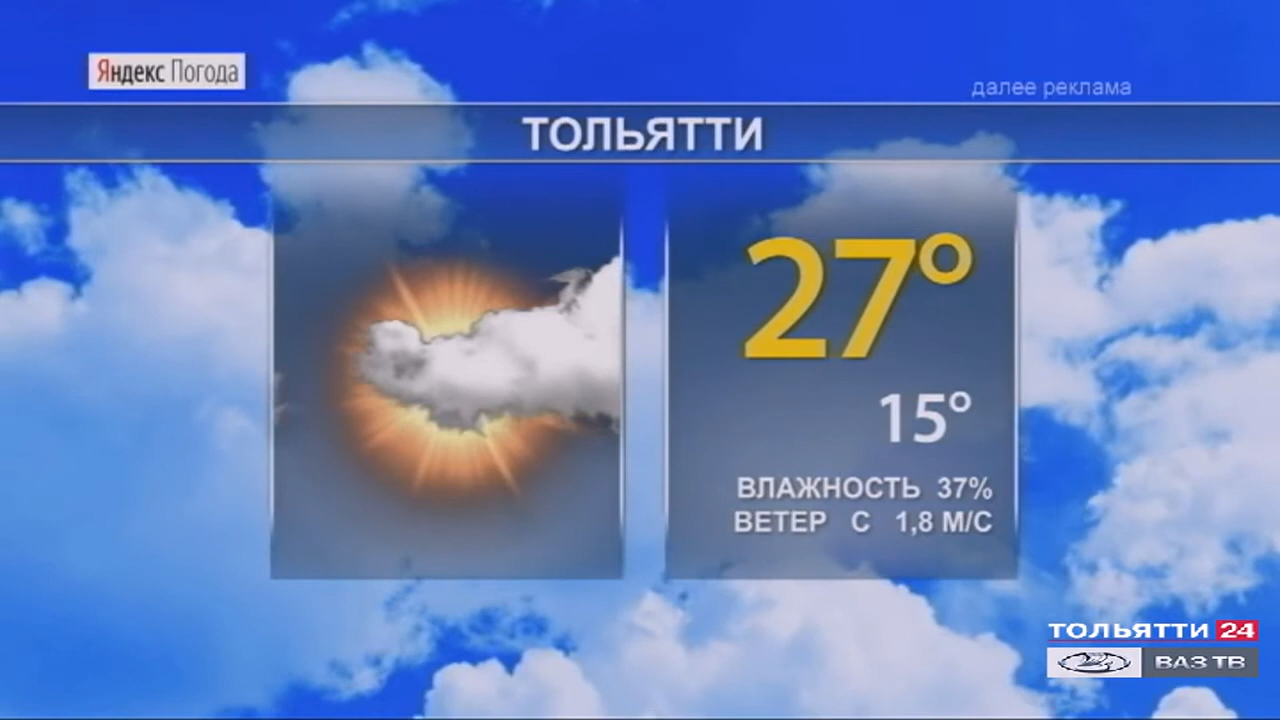 Яндекс Погода
далее реклама
ТОЛЬЯТТИ
27°
15°
ВЛАЖНОСТЬ 37%
ВЕТЕР С 1,8 М/С
ТОЛЬЯТТИ 24
ВАЗ ТВ